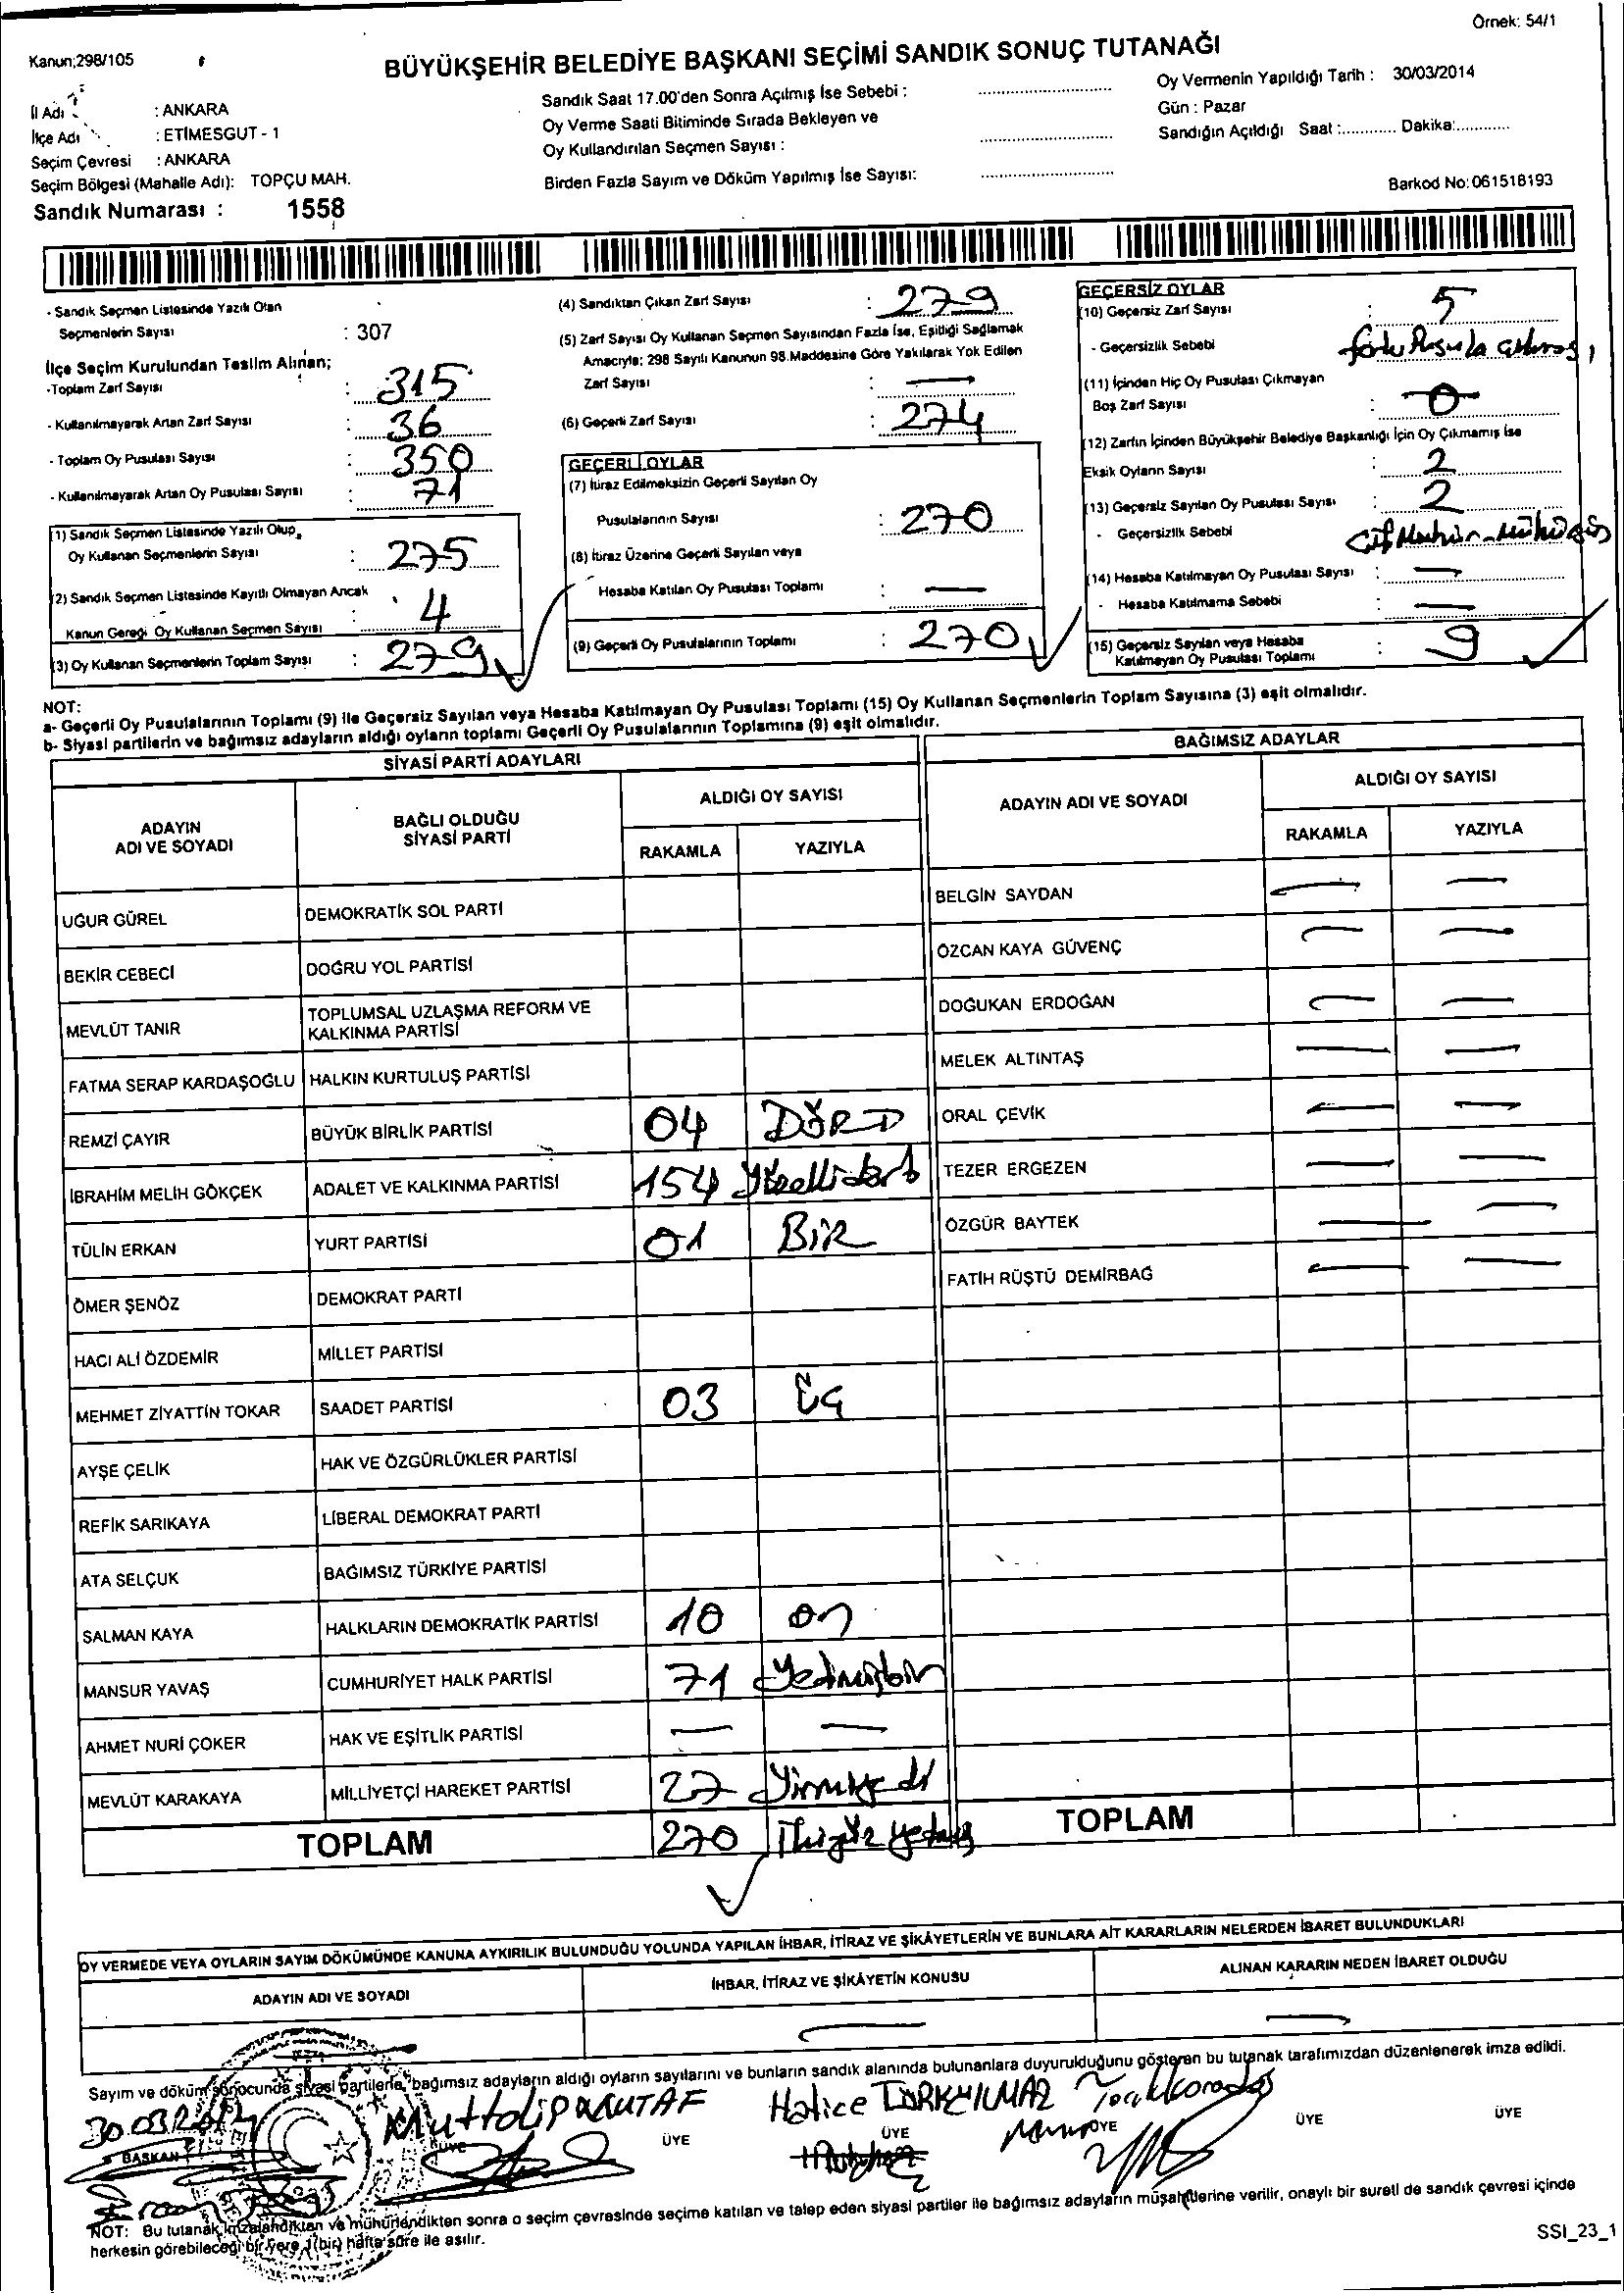 Örnek: 54/1
Kanun;298/105
BÜYÜKŞEHİR BELEDİYE BAŞKANI SEÇİMİ SANDIK SONUÇ TUTANAĞI
İl Adı : ANKARA
İlçe Adı : ETİMESGUT - 1
Seçim Çevresi : ANKARA
Seçim Bölgesi (Mahalle Adı): TOPÇU MAH.
Sandık Numarası : 1558
Sandık Saat 17.00'den Sonra Açılmış İse Sebebi :
Oy Verme Saati Bitiminde Sırada Bekleyen ve
Oy Kullandırılan Seçmen Sayısı :
Birden Fazla Sayım ve Döküm Yapılmış İse Sayısı:
Oy Vermenin Yapıldığı Tarih : 30/03/2014
Gün : Pazar
Sandığın Açıldığı Saat :............ Dakika:...........
Barkod No:061518193
- Sandık Seçmen Listesinde Yazılı Olan
Seçmenlerin Sayısı : 307
İlçe Seçim Kurulundan Teslim Alınan;
-Toplam Zarf Sayısı : 315
- Kullanılmayarak Artan Zarf Sayısı : 36
- Toplam Oy Pusulası Sayısı : 350
- Kullanılmayarak Artan Oy Pusulası Sayısı : 71
(1) Sandık Seçmen Listesinde Yazılı Olup,
Oy Kullanan Seçmenlerin Sayısı : 275
(2) Sandık Seçmen Listesinde Kayıtlı Olmayan Ancak
Kanun Gereği Oy Kullanan Seçmen Sayısı 4
(3) Oy Kullanan Seçmenlerin Toplam Sayısı : 279
(4) Sandıktan Çıkan Zarf Sayısı : 279
(5) Zarf Sayısı Oy Kullanan Seçmen Sayısından Fazla İse, Eşitliği Sağlamak
Amacıyla; 298 Sayılı Kanunun 98.Maddesine Göre Yakılarak Yok Edilen
Zarf Sayısı : —
(6) Geçerli Zarf Sayısı : 274
GEÇERLİ OYLAR
(7) İtiraz Edilmeksizin Geçerli Sayılan Oy
Pusulalarının Sayısı : 270
(8) İtiraz Üzerine Geçerli Sayılan veya
Hesaba Katılan Oy Pusulası Toplamı : —
(9) Geçerli Oy Pusulalarının Toplamı : 270
GEÇERSİZ OYLAR
(10) Geçersiz Zarf Sayısı : 5
- Geçersizlik Sebebi
(11) İçinden Hiç Oy Pusulası Çıkmayan
Boş Zarf Sayısı : 0
(12) Zarfın İçinden Büyükşehir Belediye Başkanlığı İçin Oy Çıkmamış İse
Eksik Oyların Sayısı : 2
(13) Geçersiz Sayılan Oy Pusulası Sayısı : 2
- Geçersizlik Sebebi
(14) Hesaba Katılmayan Oy Pusulası Sayısı : —
- Hesaba Katılmama Sebebi : —
(15) Geçersiz Sayılan veya Hesaba
Katılmayan Oy Pusulası Toplamı : 9
NOT:
a- Geçerli Oy Pusulalarının Toplamı (9) ile Geçersiz Sayılan veya Hesaba Katılmayan Oy Pusulası Toplamı (15) Oy Kullanan Seçmenlerin Toplam Sayısına (3) eşit olmalıdır.
b- Siyasi partilerin ve bağımsız adayların aldığı oyların toplamı Geçerli Oy Pusulalarının Toplamına (9) eşit olmalıdır.
SİYASİ PARTİ ADAYLARI
ADAYIN ADI VE SOYADI BAĞLI OLDUĞU SİYASİ PARTİ ALDIĞI OY SAYISI
RAKAMLA YAZIYLA
UĞUR GÜREL DEMOKRATİK SOL PARTİ
BEKİR CEBECİ DOĞRU YOL PARTİSİ
MEVLÜT TANIR TOPLUMSAL UZLAŞMA REFORM VE KALKINMA PARTİSİ
FATMA SERAP KARDAŞOĞLU HALKIN KURTULUŞ PARTİSİ
REMZİ ÇAYIR BÜYÜK BİRLİK PARTİSİ 04 DÖRD
İBRAHİM MELİH GÖKÇEK ADALET VE KALKINMA PARTİSİ 154 Yüzellidört
TÜLİN ERKAN YURT PARTİSİ 01 BİR
ÖMER ŞENÖZ DEMOKRAT PARTİ
HACI ALİ ÖZDEMİR MİLLET PARTİSİ
MEHMET ZİYATTİN TOKAR SAADET PARTİSİ 03 ÜÇ
AYŞE ÇELİK HAK VE ÖZGÜRLÜKLER PARTİSİ
REFİK SARIKAYA LİBERAL DEMOKRAT PARTİ
ATA SELÇUK BAĞIMSIZ TÜRKİYE PARTİSİ
SALMAN KAYA HALKLARIN DEMOKRATİK PARTİSİ 10 on
MANSUR YAVAŞ CUMHURİYET HALK PARTİSİ 71 Yetmişbir
AHMET NURİ ÇOKER HAK VE EŞİTLİK PARTİSİ — —
MEVLÜT KARAKAYA MİLLİYETÇİ HAREKET PARTİSİ 27 Yirmiyedi
TOPLAM 270 İkiyüz yetmiş
BAĞIMSIZ ADAYLAR
ADAYIN ADI VE SOYADI ALDIĞI OY SAYISI
RAKAMLA YAZIYLA
BELGİN SAYDAN — —
ÖZCAN KAYA GÜVENÇ — —
DOĞUKAN ERDOĞAN — —
MELEK ALTINTAŞ — —
ORAL ÇEVİK — —
TEZER ERGEZEN — —
ÖZGÜR BAYTEK — —
FATİH RÜŞTÜ DEMİRBAĞ — —
TOPLAM
OY VERMEDE VEYA OYLARIN SAYIM DÖKÜMÜNDE KANUNA AYKIRILIK BULUNDUĞU YOLUNDA YAPILAN İHBAR, İTİRAZ VE ŞİKÂYETLERİN VE BUNLARA AİT KARARLARIN NELERDEN İBARET BULUNDUKLARI
ADAYIN ADI VE SOYADI İHBAR, İTİRAZ VE ŞİKÂYETİN KONUSU ALINAN KARARIN NEDEN İBARET OLDUĞU
— — —
Sayım ve döküm sonucunda siyasi partilerle, bağımsız adayların aldığı oyların sayılarını ve bunların sandık alanında bulunanlara duyurulduğunu gösteren bu tutanak tarafımızdan düzenlenerek imza edildi.
30 03 2014 Hatice TÜRKYILMAZ
BAŞKAN ÜYE ÜYE ÜYE ÜYE ÜYE ÜYE
NOT: Bu tutanak, imzalandıktan ve mühürlendikten sonra o seçim çevresinde seçime katılan ve talep eden siyasi partiler ile bağımsız adayların müşahitlerine verilir, onaylı bir sureti de sandık çevresi içinde
herkesin görebileceği bir yere 1(bir) hafta süre ile asılır.
SSI_23_1